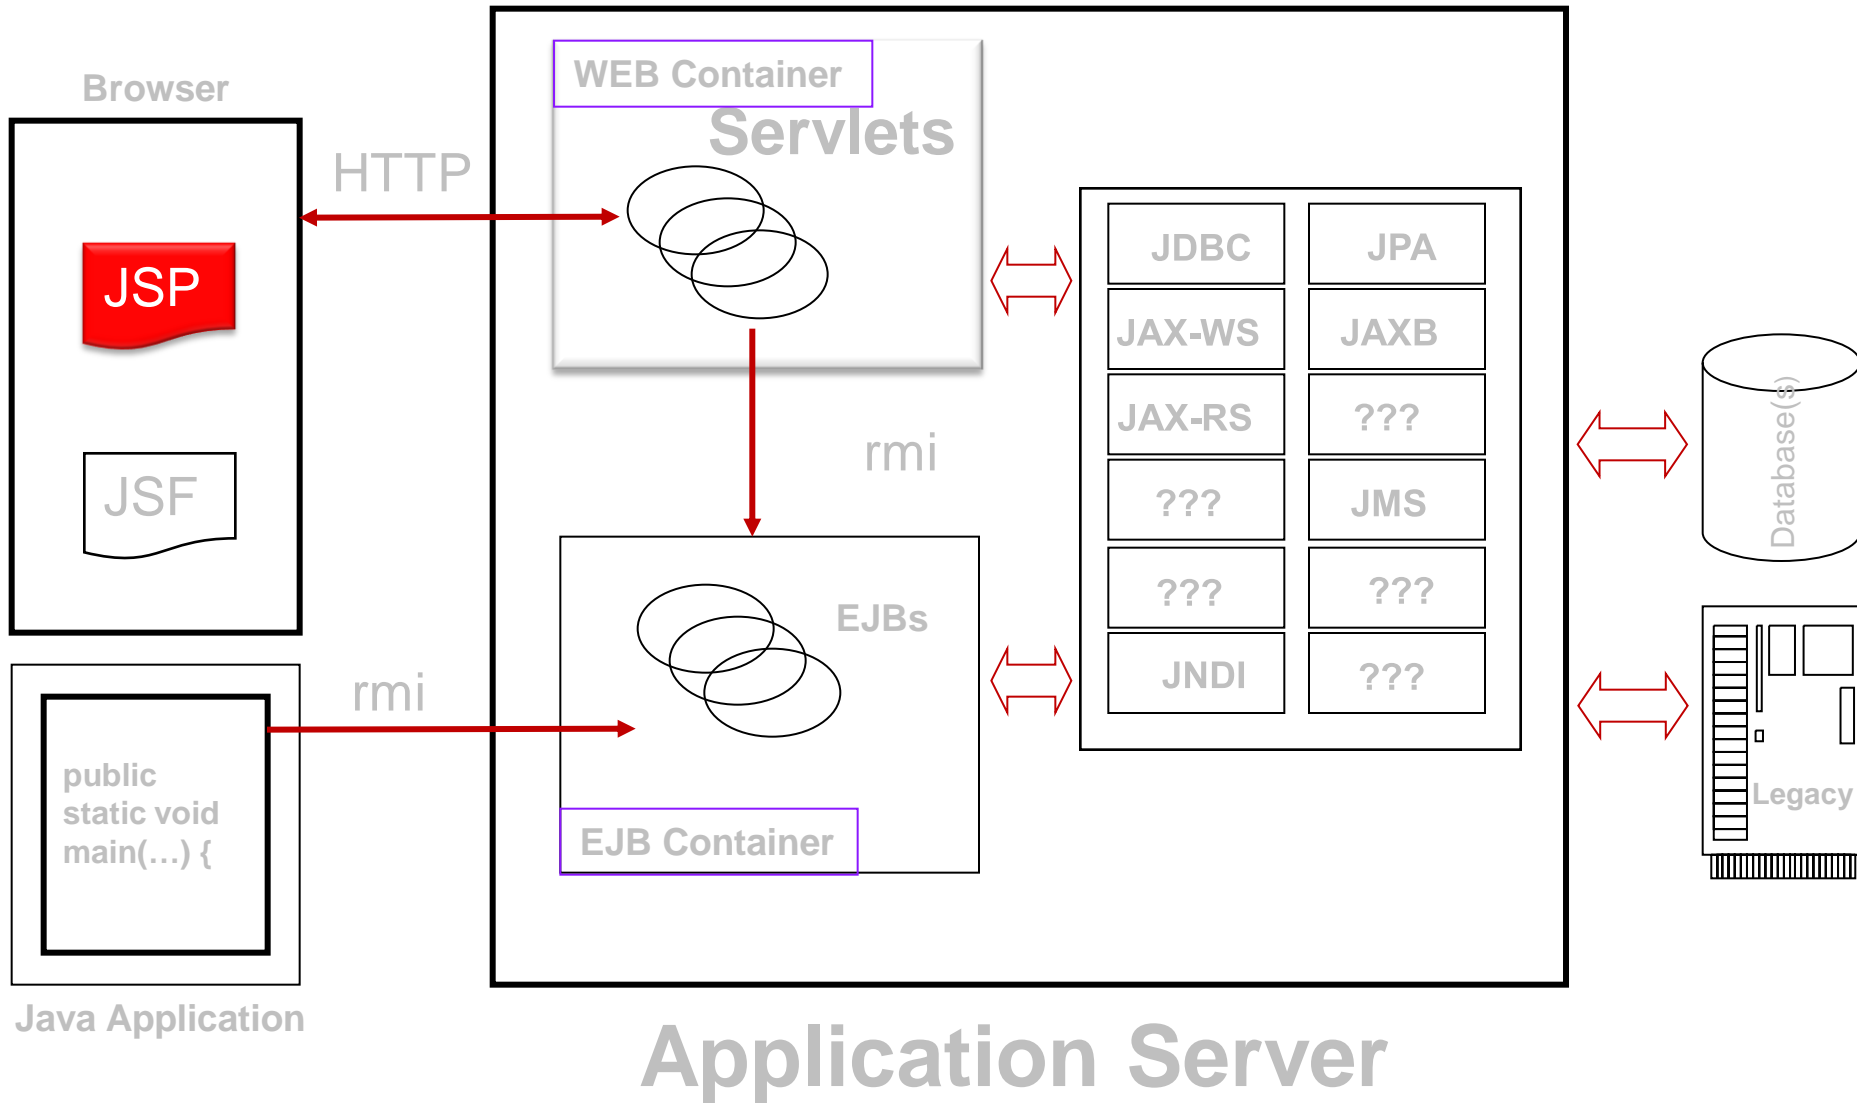 Browser
JSP
JSF
HTTP
rmi
public
static void
main(…) {
Java Application
WEB Container
Servlets
rmi
EJBs
EJB Container
JDBC
JPA
JAX-WS
JAXB
JAX-RS
???
???
JMS
???
???
JNDI
???
Database(s)
Legacy
Application Server